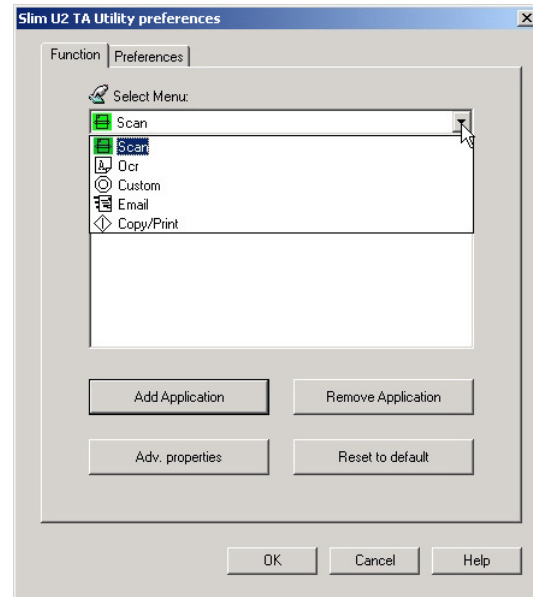 Slim U2 TA Utility preferences
Function Preferences
Select Menu:
Scan
Scan
Ocr
Custom
Email
Copy/Print
Add Application Remove Application
Adv. properties Reset to default
OK Cancel Help